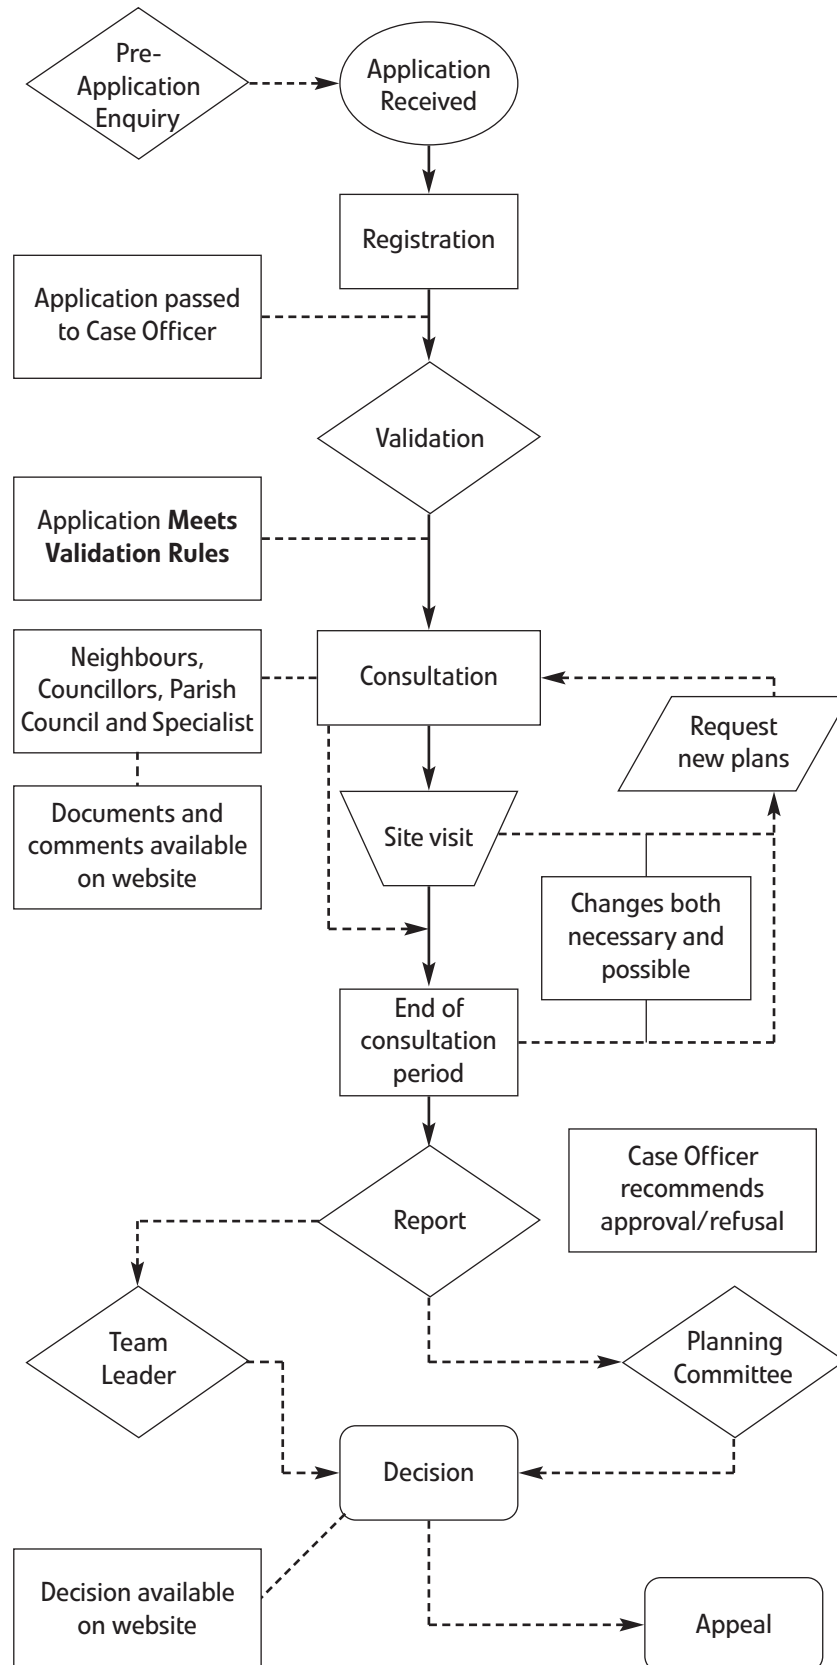 Pre-
Application
Enquiry
Application
Received
Registration
Application passed
to Case Officer
Validation
Application Meets
Validation Rules
Neighbours,
Councillors, Parish
Council and Specialist
Consultation
Request
new plans
Documents and
comments available
on website
Site visit
Changes both
necessary and
possible
End of
consultation
period
Case Officer
recommends
approval/refusal
Report
Team
Leader
Planning
Committee
Decision
Decision available
on website
Appeal